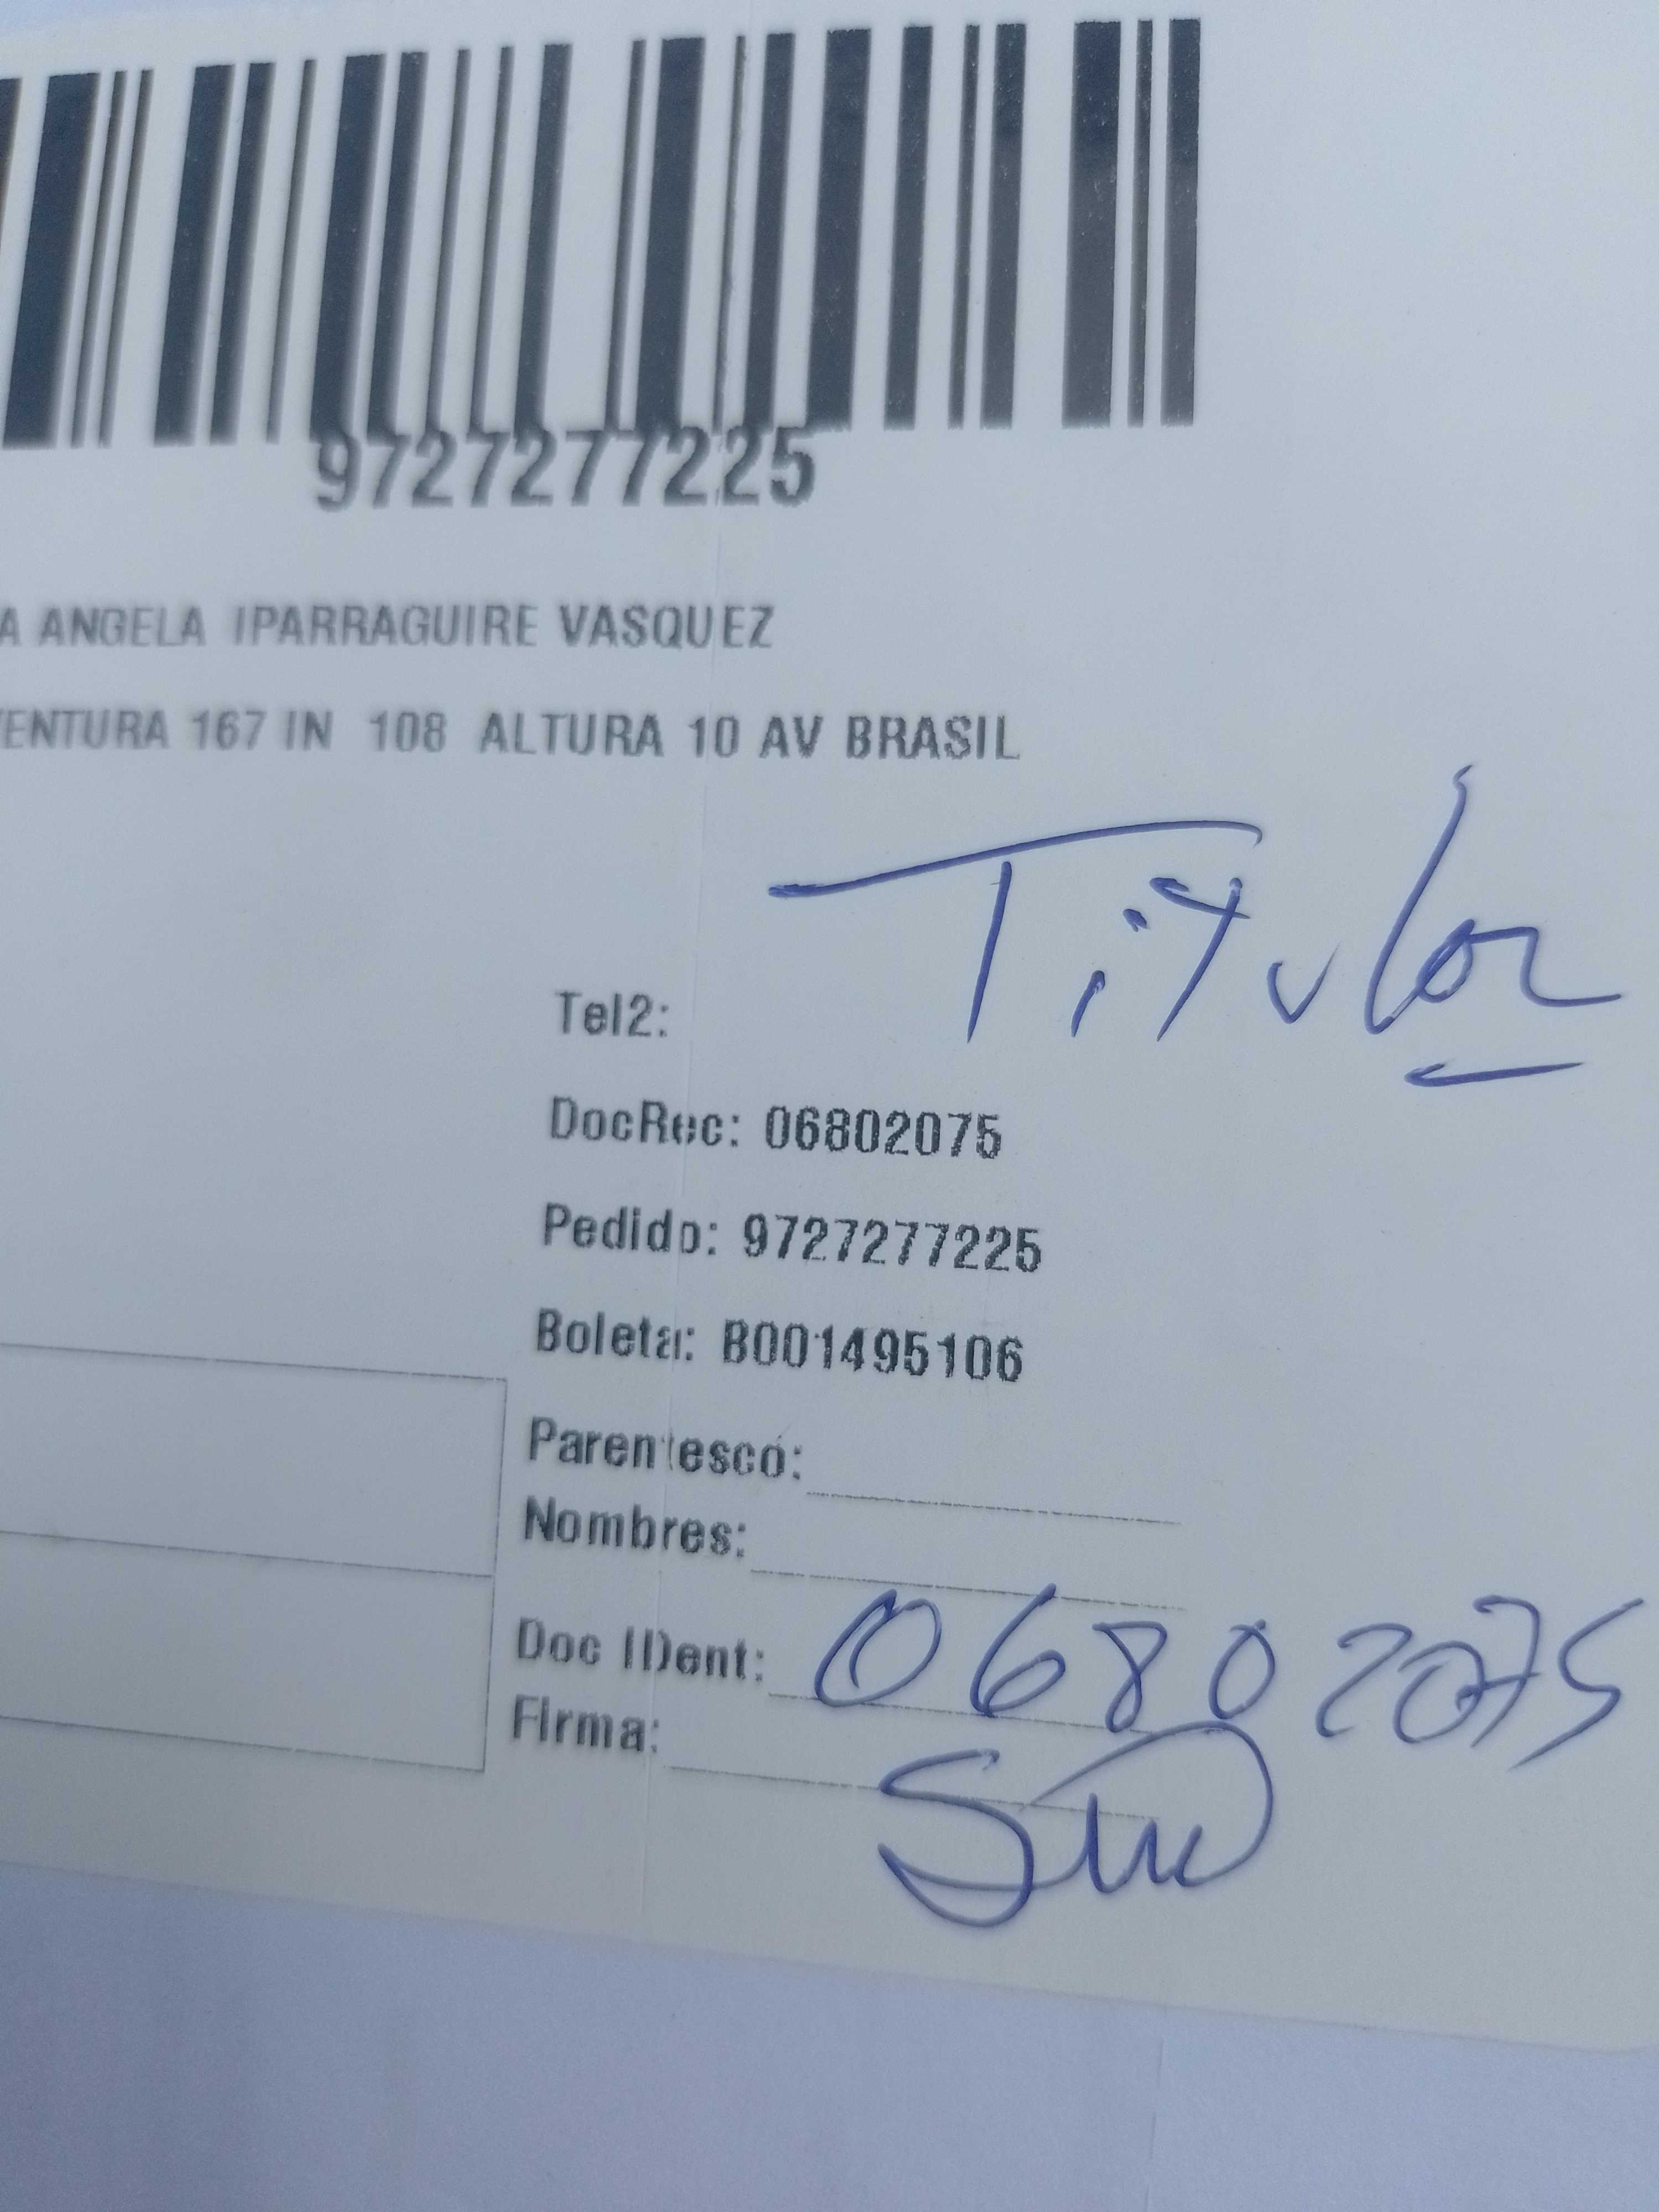 9727277225
A ANGELA IPARRAGUIRE VASQUEZ
VENTURA 167 IN 108 ALTURA 10 AV BRASIL
Titular
Tel2:
DocRec: 06802075
Pedido: 9727277225
Boleta: B001495106
Parentesco:
Nombres:
Doc IDent: 06802075
Firma: